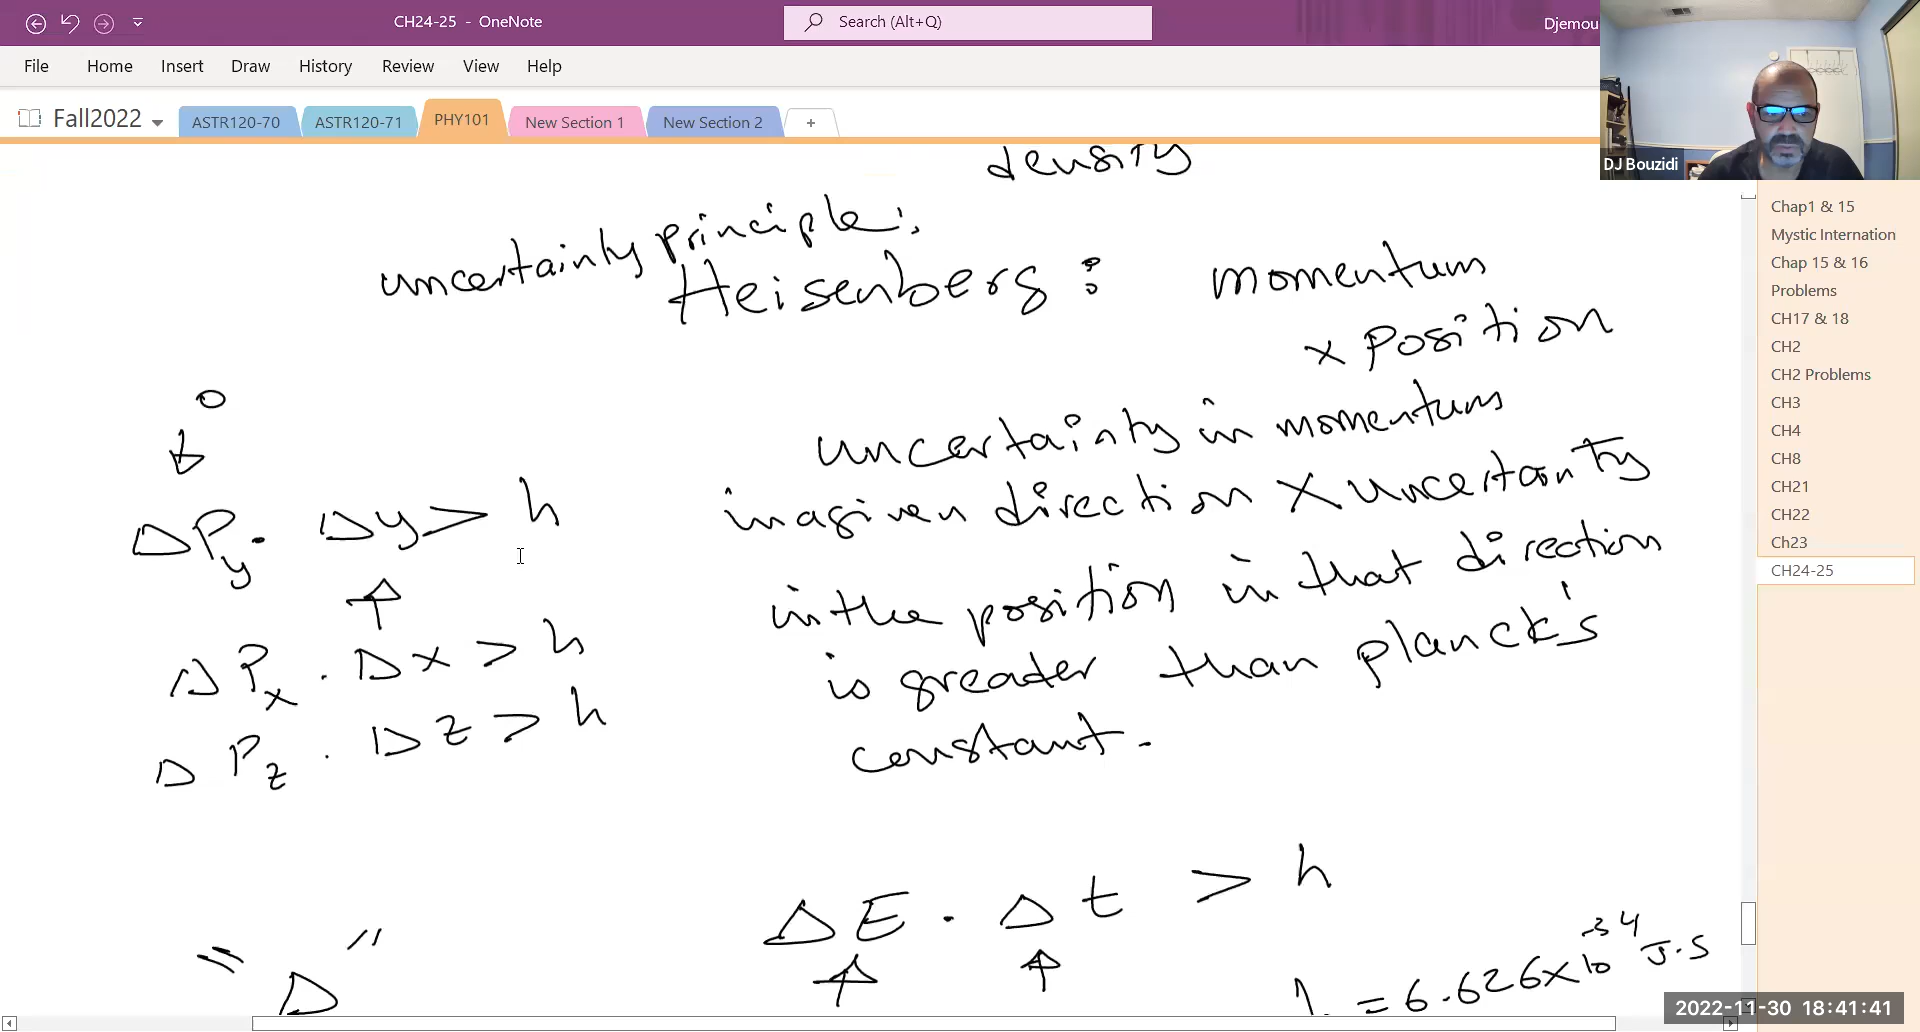 CH24-25 - OneNote
Search (Alt+Q)
Djemou
File Home Insert Draw History Review View Help
Fall2022
ASTR120-70
ASTR120-71
PHY101
New Section 1
New Section 2
+
DJ Bouzidi
density
uncertainly principle:
Heisenberg :
momentum
x position
uncertainty in momentum
in a given direction x uncertainty
in the position in that direction
is greater than planck's
constant.
ΔPy . Δy > h
ΔPx . Δx > h
ΔPz . Δz > h
ΔE . Δt > h
= 6.626x10-34 J.S
Δ"
Chap1 & 15
Mystic Internation
Chap 15 & 16
Problems
CH17 & 18
CH2
CH2 Problems
CH3
CH4
CH8
CH21
CH22
Ch23
CH24-25
2022-11-30 18:41:41